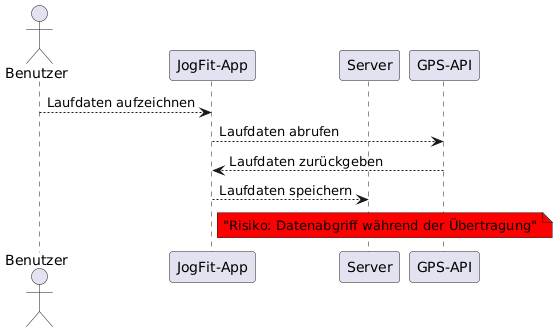 Benutzer
JogFit-App
Server
GPS-API
Laufdaten aufzeichnen
Laufdaten abrufen
Laufdaten zurückgeben
Laufdaten speichern
"Risiko: Datenabgriff während der Übertragung"
Benutzer
JogFit-App
Server
GPS-API